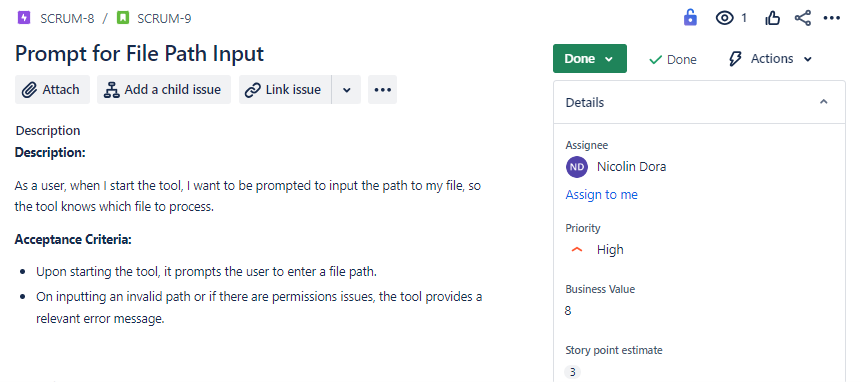 SCRUM-8 / SCRUM-9
1
Prompt for File Path Input
Attach
Add a child issue
Link issue
Description
Description:
As a user, when I start the tool, I want to be prompted to input the path to my file, so
the tool knows which file to process.
Acceptance Criteria:
• Upon starting the tool, it prompts the user to enter a file path.
• On inputting an invalid path or if there are permissions issues, the tool provides a
relevant error message.
Done
Done
Actions
Details
Assignee
ND Nicolin Dora
Assign to me
Priority
High
Business Value
8
Story point estimate
3